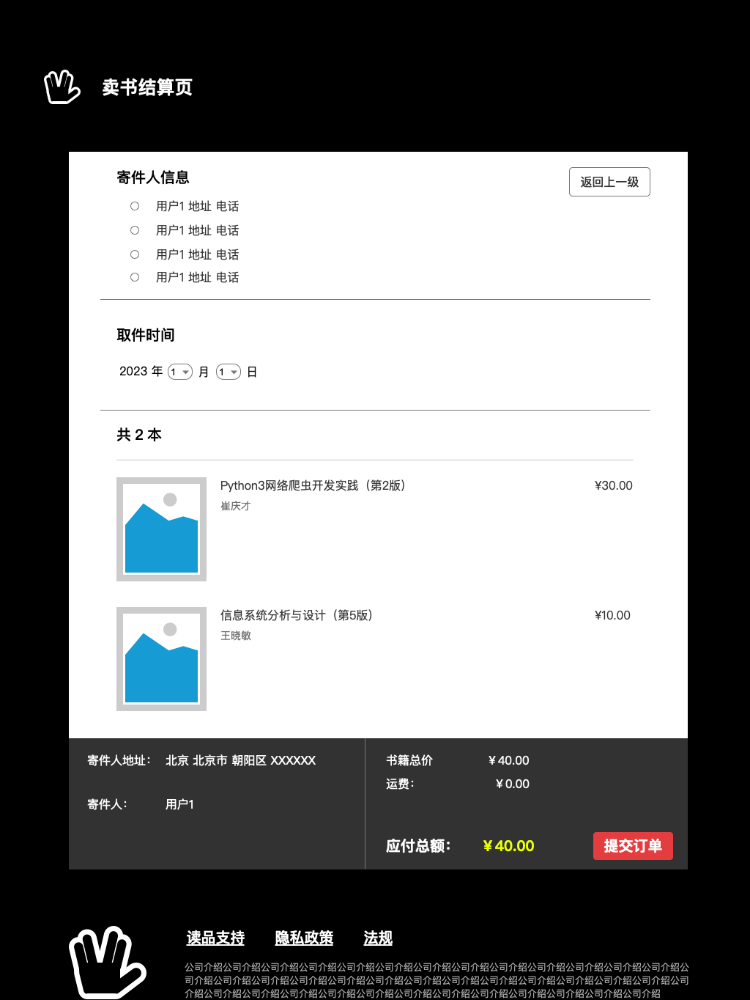 卖书结算页
寄件人信息
返回上一级
用户1 地址 电话
用户1 地址 电话
用户1 地址 电话
用户1 地址 电话
取件时间
2023 年 1 月 1 日
共 2 本
Python3网络爬虫开发实践（第2版） ¥30.00
崔庆才
信息系统分析与设计（第5版） ¥10.00
王晓敏
寄件人地址： 北京 北京市 朝阳区 XXXXXX
寄件人： 用户1
书籍总价 ¥ 40.00
运费： ¥ 0.00
应付总额： ¥ 40.00
提交订单
读品支持 隐私政策 法规
公司介绍公司介绍公司介绍公司介绍公司介绍公司介绍公司介绍公司介绍公司介绍公司介绍公司介绍公司介绍公司介绍公
司介绍公司介绍公司介绍公司介绍公司介绍公司介绍公司介绍公司介绍公司介绍公司介绍公司介绍公司介绍公司介绍公司
介绍公司介绍公司介绍公司介绍公司介绍公司介绍公司介绍公司介绍公司介绍公司介绍公司介绍公司介绍公司介绍